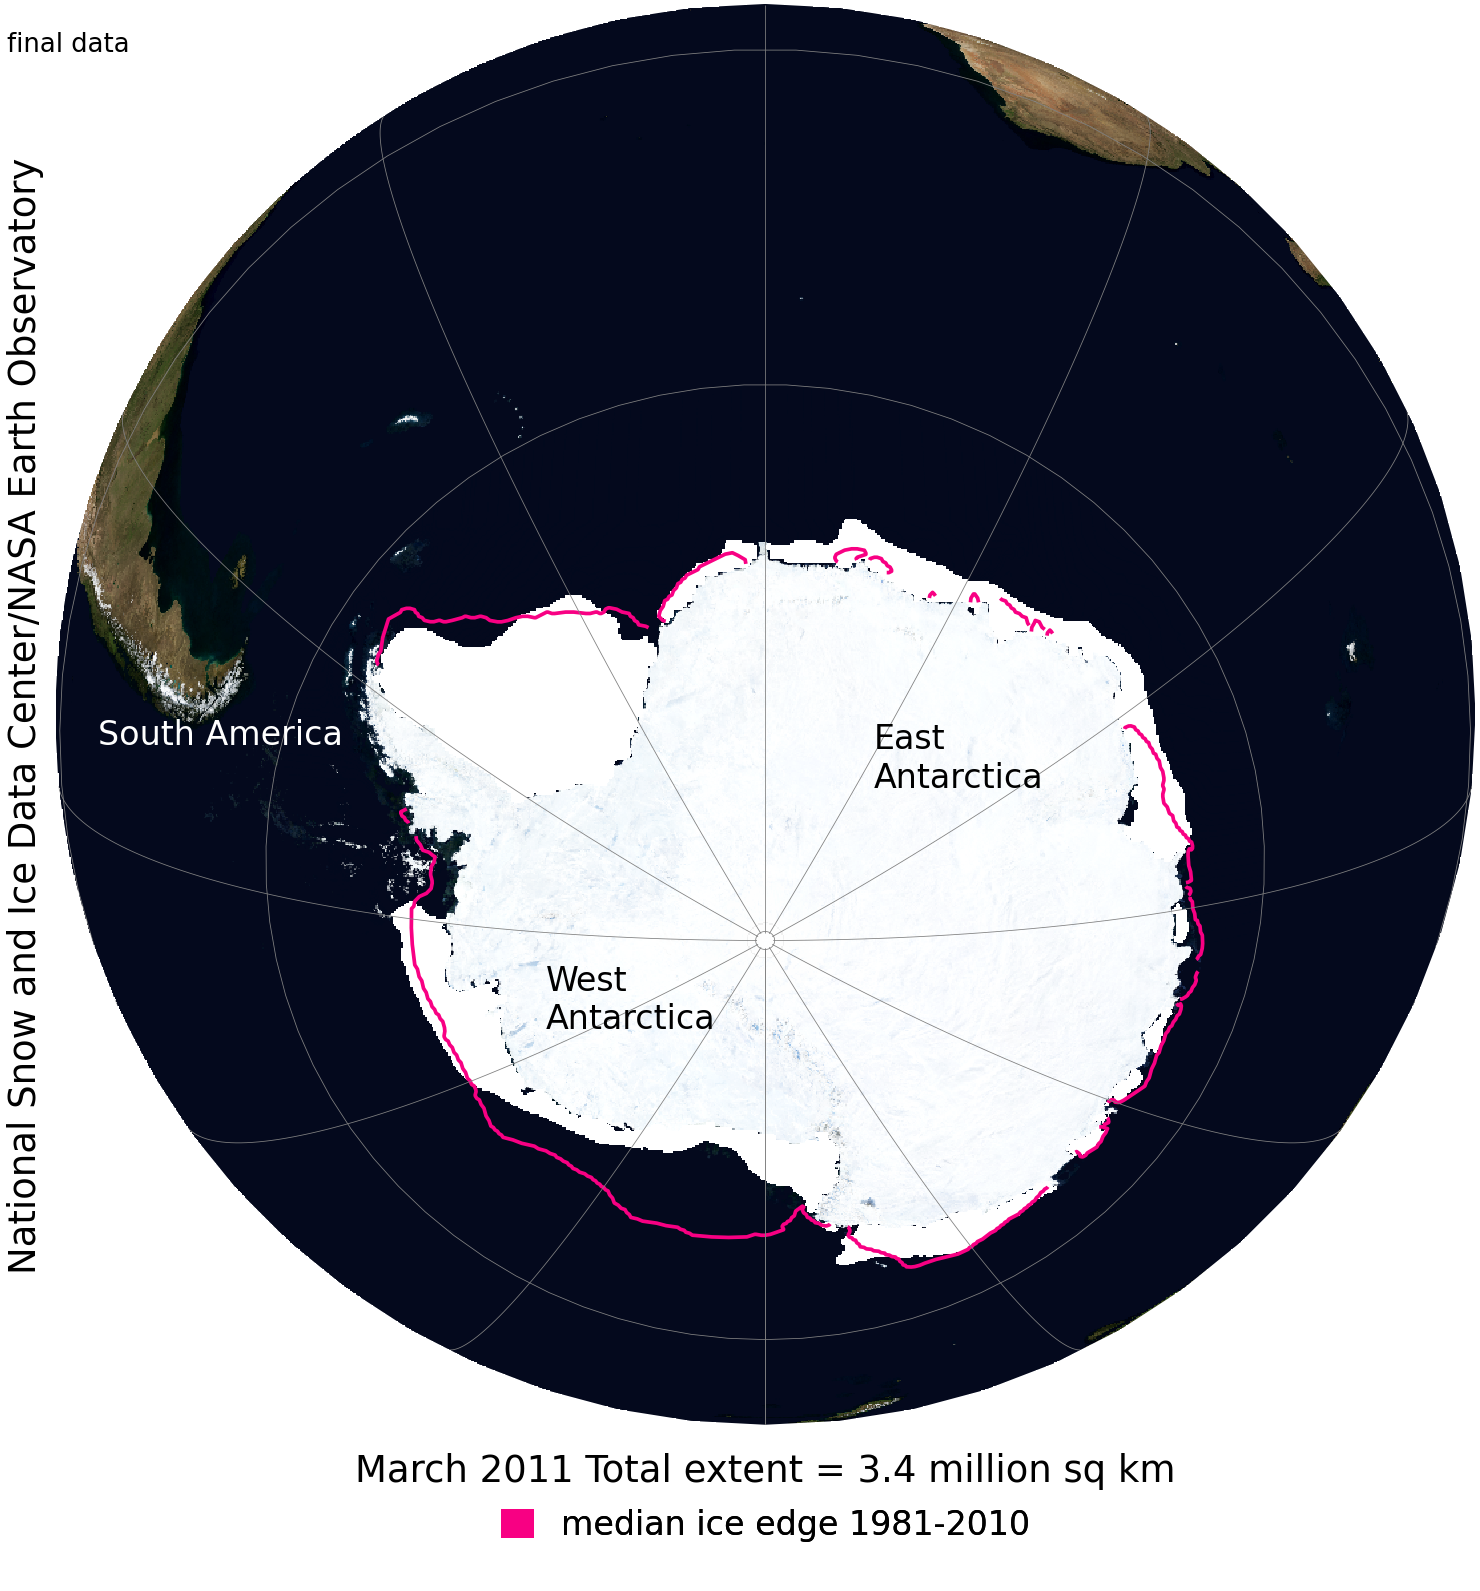 final data
National Snow and Ice Data Center/NASA Earth Observatory
South America
East
Antarctica
West
Antarctica
March 2011 Total extent = 3.4 million sq km
median ice edge 1981-2010